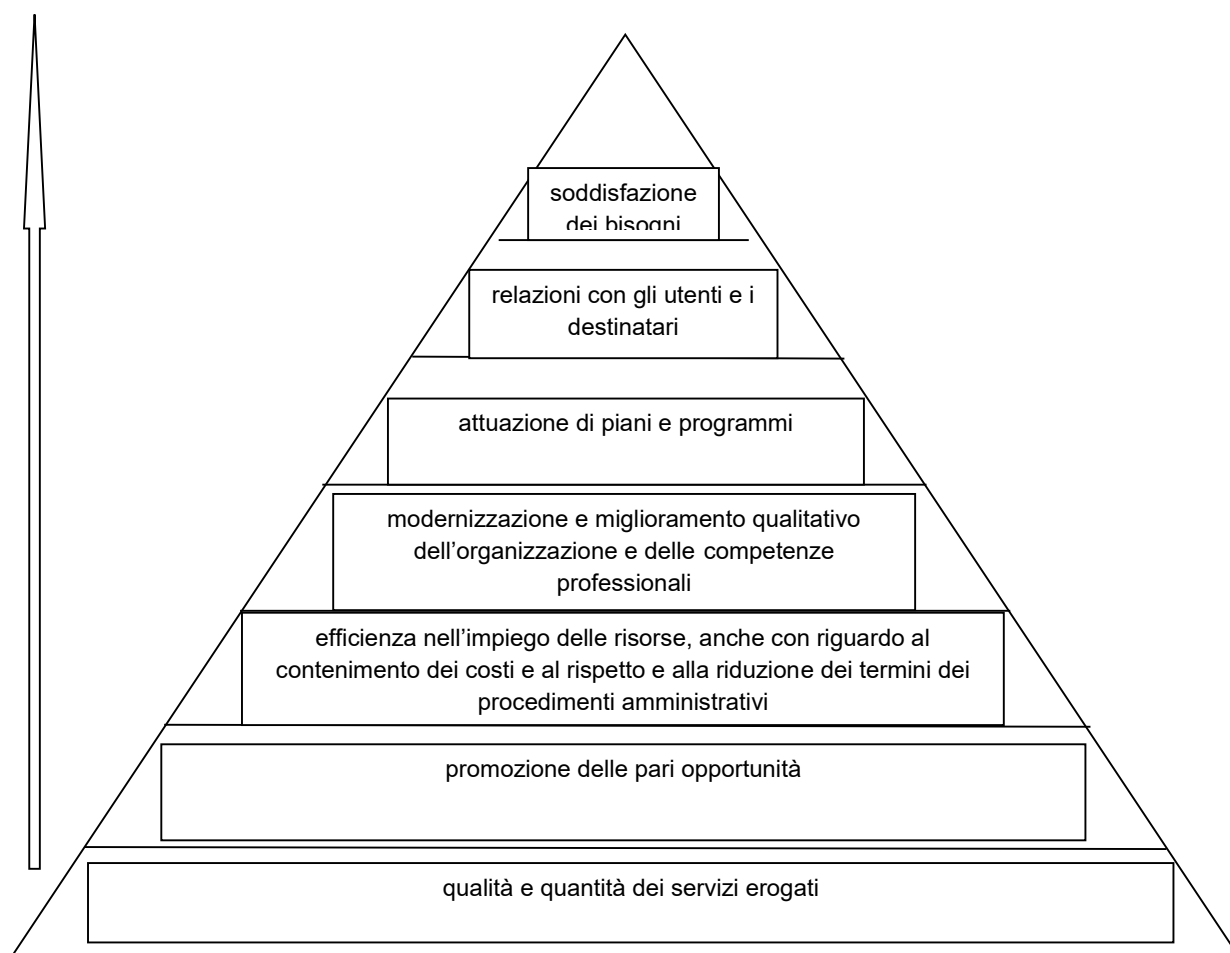 soddisfazione
dei bisogni
relazioni con gli utenti e i
destinatari
attuazione di piani e programmi
modernizzazione e miglioramento qualitativo
dell’organizzazione e delle competenze
professionali
efficienza nell’impiego delle risorse, anche con riguardo al
contenimento dei costi e al rispetto e alla riduzione dei termini dei
procedimenti amministrativi
promozione delle pari opportunità
qualità e quantità dei servizi erogati